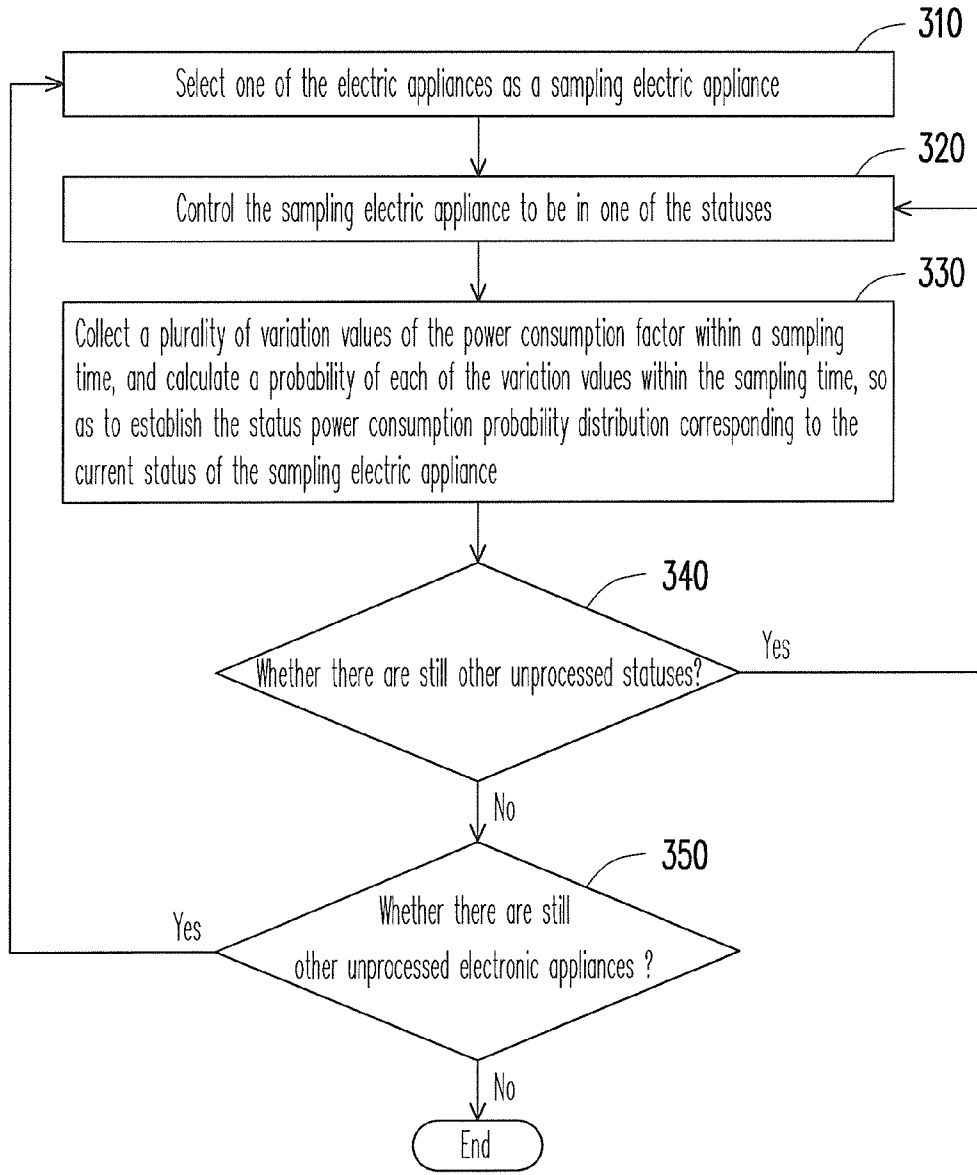 310
Select one of the electric appliances as a sampling electric appliance
320
Control the sampling electric appliance to be in one of the statuses
330
Collect a plurality of variation values of the power consumption factor within a sampling
time, and calculate a probability of each of the variation values within the sampling time, so
as to establish the status power consumption probability distribution corresponding to the
current status of the sampling electric appliance
340
Whether there are still other unprocessed statuses?
Yes
No
350
Whether there are still
other unprocessed electronic appliances ?
Yes
No
End